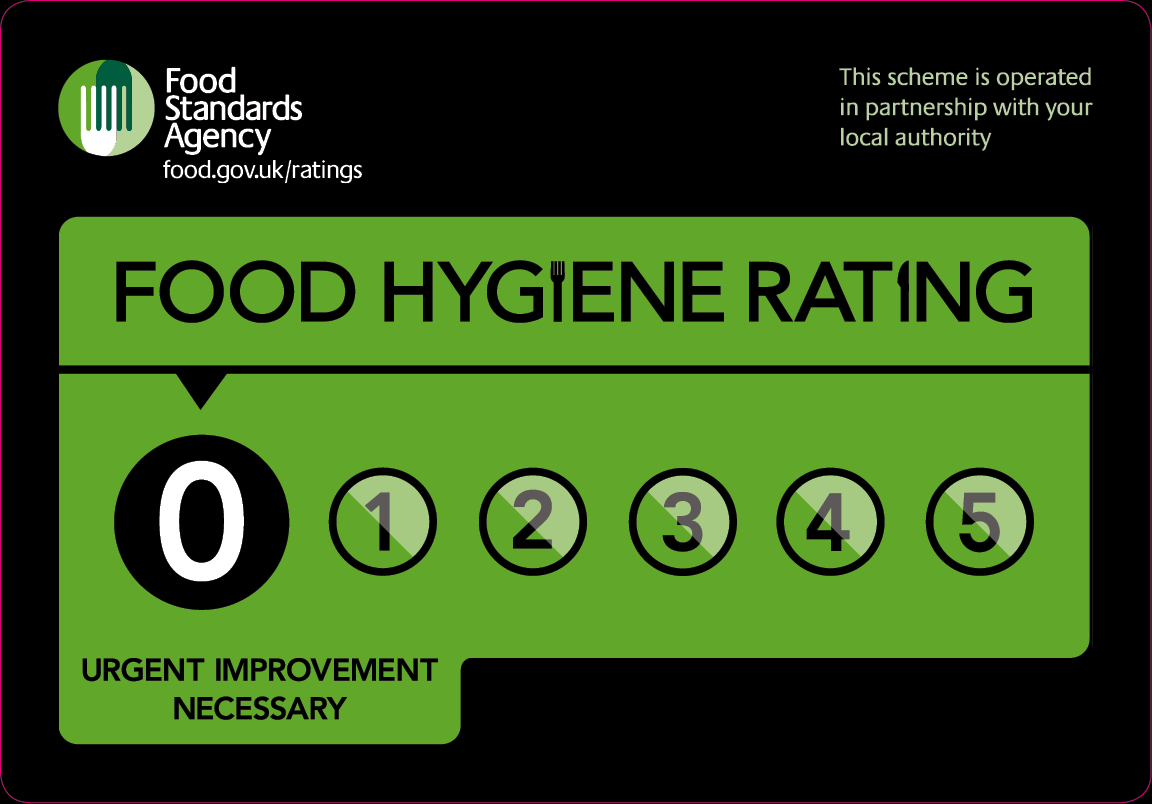 Food
Standards
Agency
food.gov.uk/ratings
This scheme is operated
in partnership with your
local authority
FOOD HYGIENE RATING
0 1 2 3 4 5
URGENT IMPROVEMENT
NECESSARY